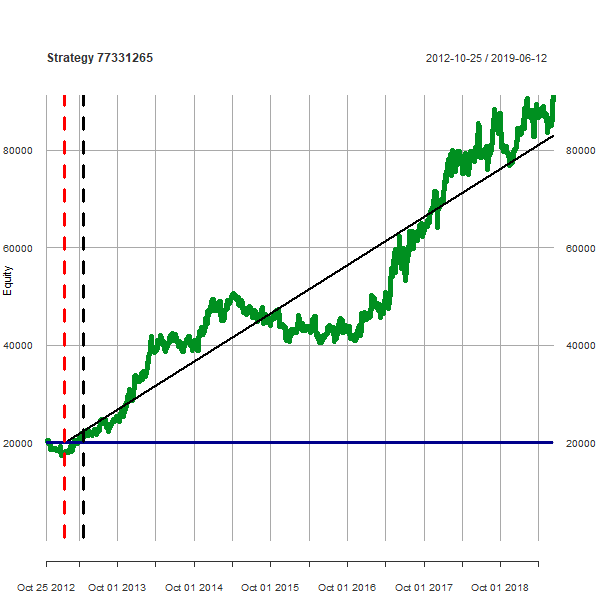 Strategy 77331265
2012-10-25 / 2019-06-12
80000
80000
60000
60000
Equity
40000
40000
20000
20000
Oct 25 2012
Oct 01 2013
Oct 01 2014
Oct 01 2015
Oct 01 2016
Oct 01 2017
Oct 01 2018